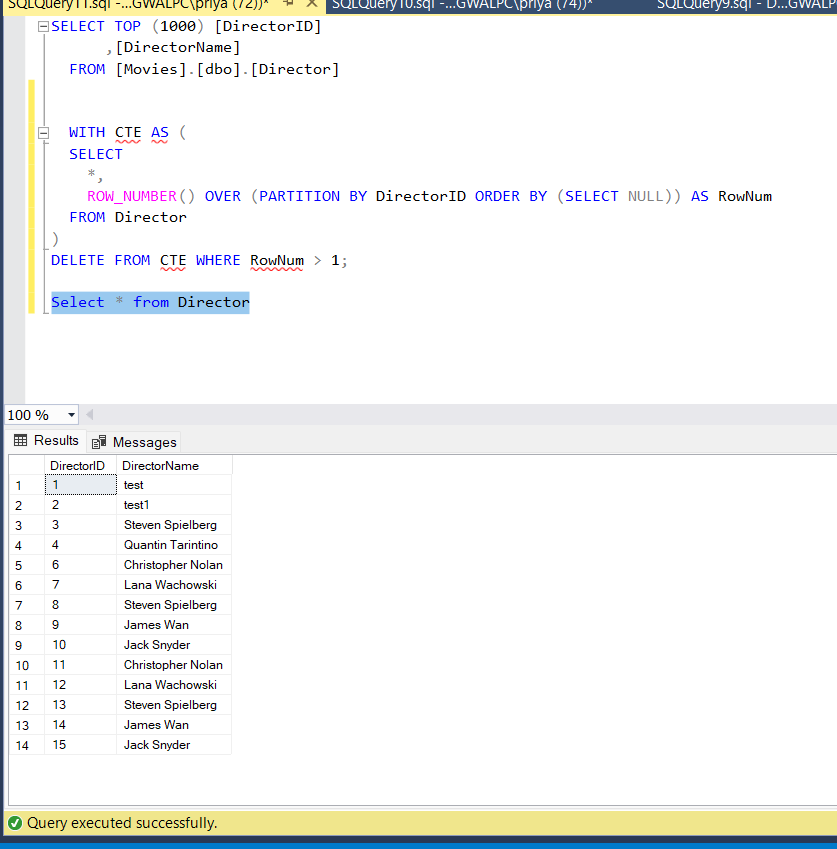 SQLQuery11.sql -...GWALPC\priya (72))* SQLQuery10.sql -...GWALPC\priya (74))* SQLQuery9.sql - D...GWALPC
SELECT TOP (1000) [DirectorID]
,[DirectorName]
FROM [Movies].[dbo].[Director]
WITH CTE AS (
SELECT
*,
ROW_NUMBER() OVER (PARTITION BY DirectorID ORDER BY (SELECT NULL)) AS RowNum
FROM Director
)
DELETE FROM CTE WHERE RowNum > 1;
Select * from Director
100 %
Results Messages
DirectorID DirectorName
1 1 test
2 2 test1
3 3 Steven Spielberg
4 4 Quantin Tarintino
5 6 Christopher Nolan
6 7 Lana Wachowski
7 8 Steven Spielberg
8 9 James Wan
9 10 Jack Snyder
10 11 Christopher Nolan
11 12 Lana Wachowski
12 13 Steven Spielberg
13 14 James Wan
14 15 Jack Snyder
Query executed successfully.